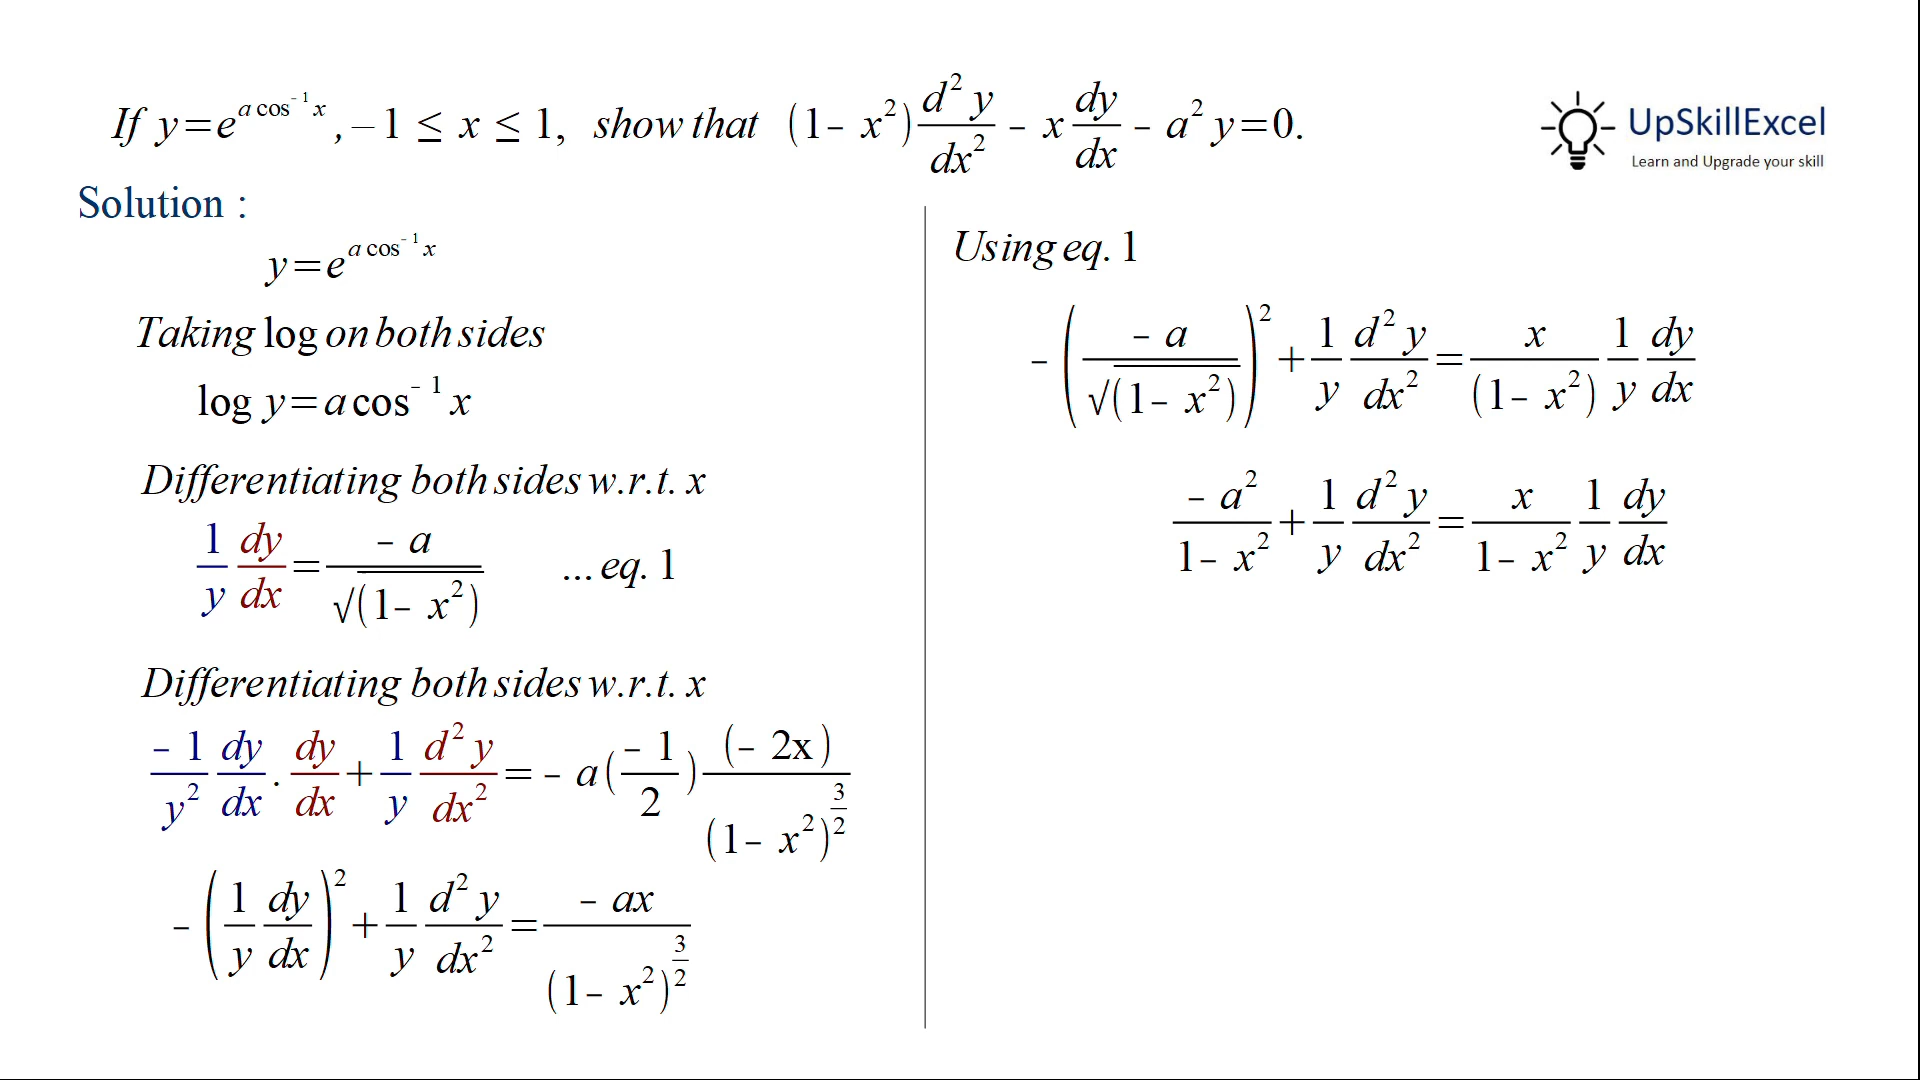 If y=e^(a cos⁻¹ x), −1 ≤ x ≤ 1, show that (1− x²) d²y/dx² − x dy/dx − a² y=0.
UpSkillExcel
Learn and Upgrade your skill
Solution :
y=e^(a cos⁻¹ x)
Taking log on both sides
log y=a cos⁻¹ x
Differentiating both sides w.r.t. x
1/y dy/dx = −a/√(1− x²) ... eq. 1
Differentiating both sides w.r.t. x
−1/y² dy/dx . dy/dx + 1/y d²y/dx² = − a(−1/2) (− 2x)/(1− x²)^(3/2)
− (1/y dy/dx)² + 1/y d²y/dx² = − ax/(1− x²)^(3/2)
Using eq. 1
− (− a/√(1− x²))² + 1/y d²y/dx² = x/(1− x²) 1/y dy/dx
− a²/(1− x²) + 1/y d²y/dx² = x/(1− x²) 1/y dy/dx